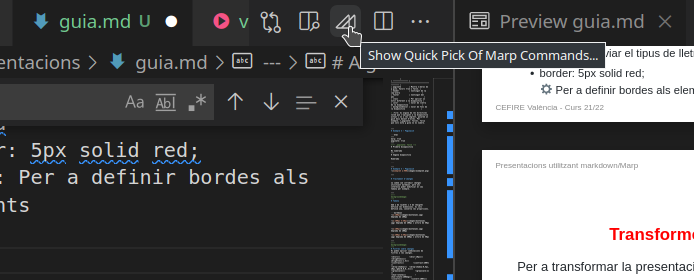 guia.md U
v
Preview guia.md
Show Quick Pick Of Marp Commands...
entacions > guia.md > --- > # A
Aa Abl .*
r: 5px solid red;
: Per a definir bordes als
nts
viar el tipus de llet
• border: 5px solid red;
Per a definir bordes als elem
CEFIRE València - Curs 21/22
Presentacions utilitzant markdown/Marp
Transform
Per a transformar la presentaci